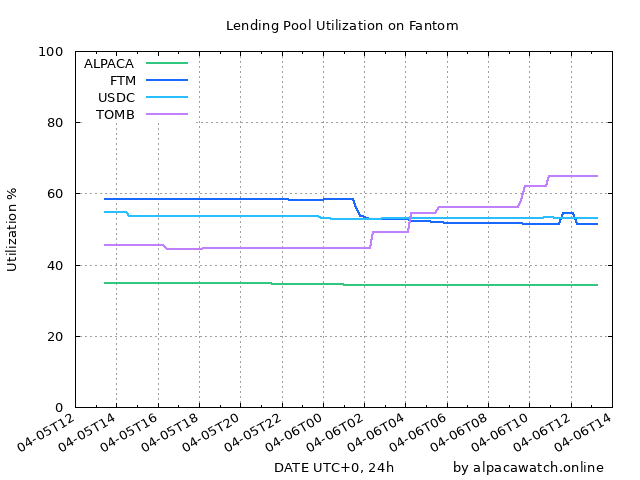 Lending Pool Utilization on Fantom
Utilization %
100
80
60
40
20
0
ALPACA
FTM
USDC
TOMB
04-05T12
04-05T14
04-05T16
04-05T18
04-05T20
04-05T22
04-06T00
04-06T02
04-06T04
04-06T06
04-06T08
04-06T10
04-06T12
04-06T14
DATE UTC+0, 24h
by alpacawatch.online